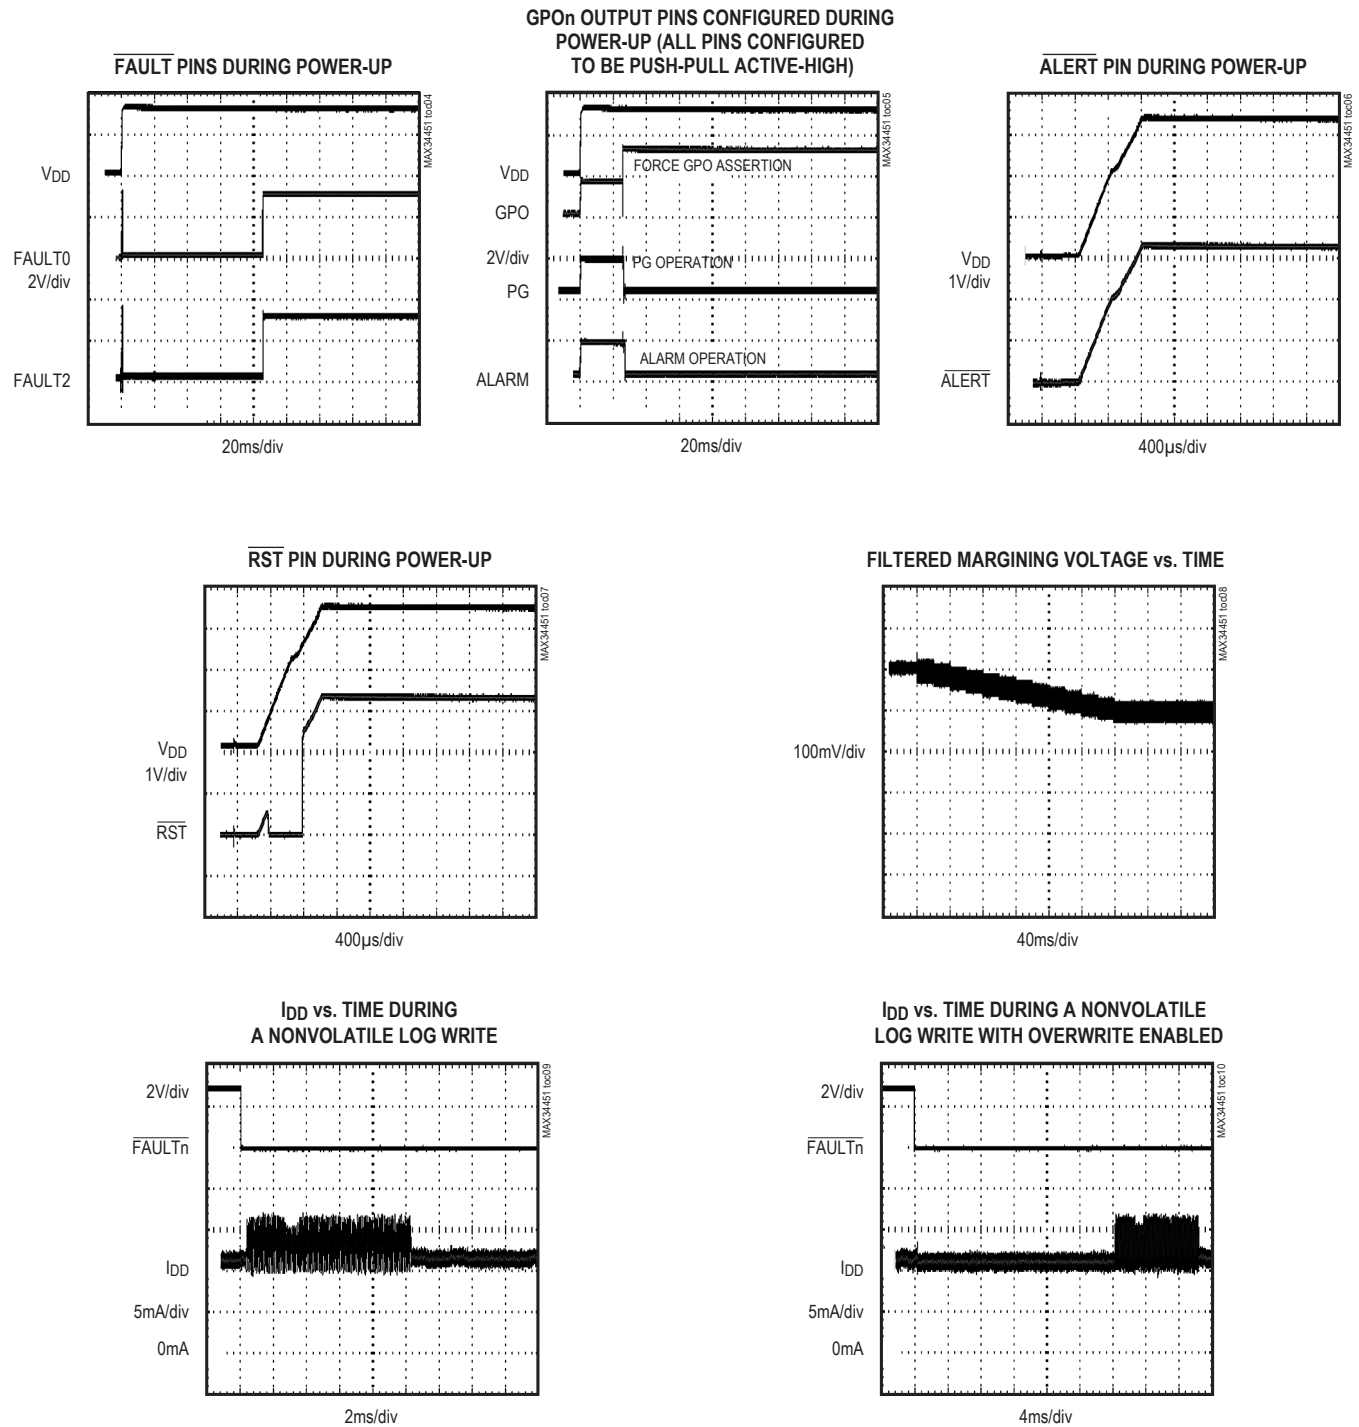 FAULT PINS DURING POWER-UP
MAX34451 toc04
VDD
FAULT0
2V/div
FAULT2
20ms/div
GPOn OUTPUT PINS CONFIGURED DURING
POWER-UP (ALL PINS CONFIGURED
TO BE PUSH-PULL ACTIVE-HIGH)
MAX34451 toc05
VDD
FORCE GPO ASSERTION
GPO
2V/div
PG OPERATION
PG
ALARM OPERATION
ALARM
20ms/div
ALERT PIN DURING POWER-UP
MAX34451 toc06
VDD
1V/div
ALERT
400µs/div
RST PIN DURING POWER-UP
MAX34451 toc07
VDD
1V/div
RST
400µs/div
FILTERED MARGINING VOLTAGE vs. TIME
MAX34451 toc08
100mV/div
40ms/div
IDD vs. TIME DURING
A NONVOLATILE LOG WRITE
MAX34451 toc09
2V/div
FAULTn
IDD
5mA/div
0mA
2ms/div
IDD vs. TIME DURING A NONVOLATILE
LOG WRITE WITH OVERWRITE ENABLED
MAX34451 toc10
2V/div
FAULTn
IDD
5mA/div
0mA
4ms/div